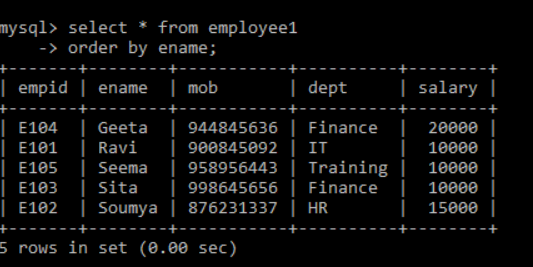 mysql> select * from employee1
    -> order by ename;
+-------+--------+-----------+----------+--------+
| empid | ename  | mob       | dept     | salary |
+-------+--------+-----------+----------+--------+
| E104  | Geeta  | 944845636 | Finance  |  20000 |
| E101  | Ravi   | 900845092 | IT       |  10000 |
| E105  | Seema  | 958956443 | Training |  10000 |
| E103  | Sita   | 998645656 | Finance  |  10000 |
| E102  | Soumya | 876231337 | HR       |  15000 |
+-------+--------+-----------+----------+--------+
5 rows in set (0.00 sec)